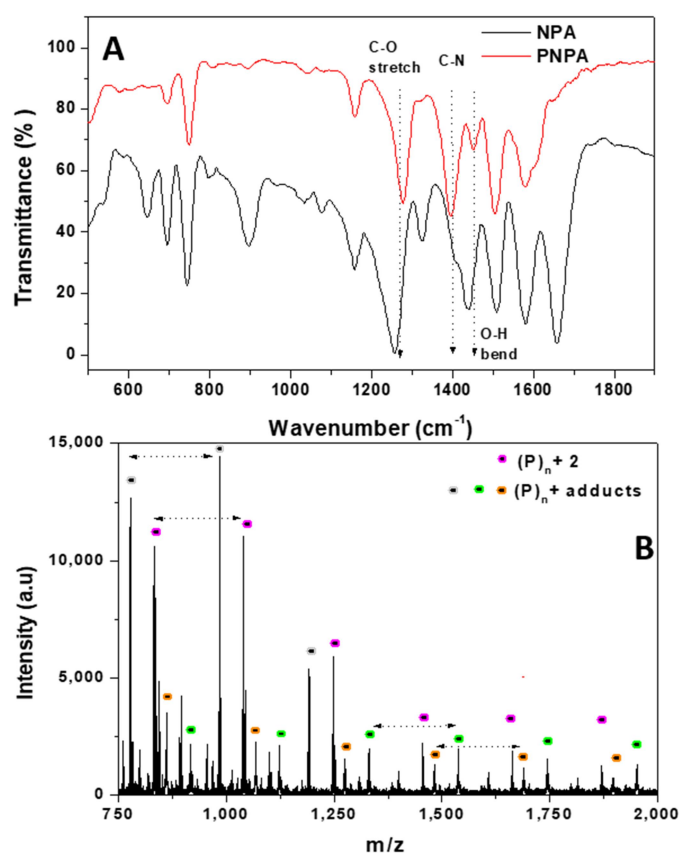 A
C-O
stretch
C-N
NPA
PNPA
100
80
60
40
20
0
Transmittance (% )
O-H
bend
600 800 1000 1200 1400 1600 1800
Wavenumber (cm-1)
15,000
10,000
5,000
0
Intensity (a.u)
(P)n+ 2
(P)n+ adducts
B
750 1,000 1,250 1,500 1,750 2,000
m/z